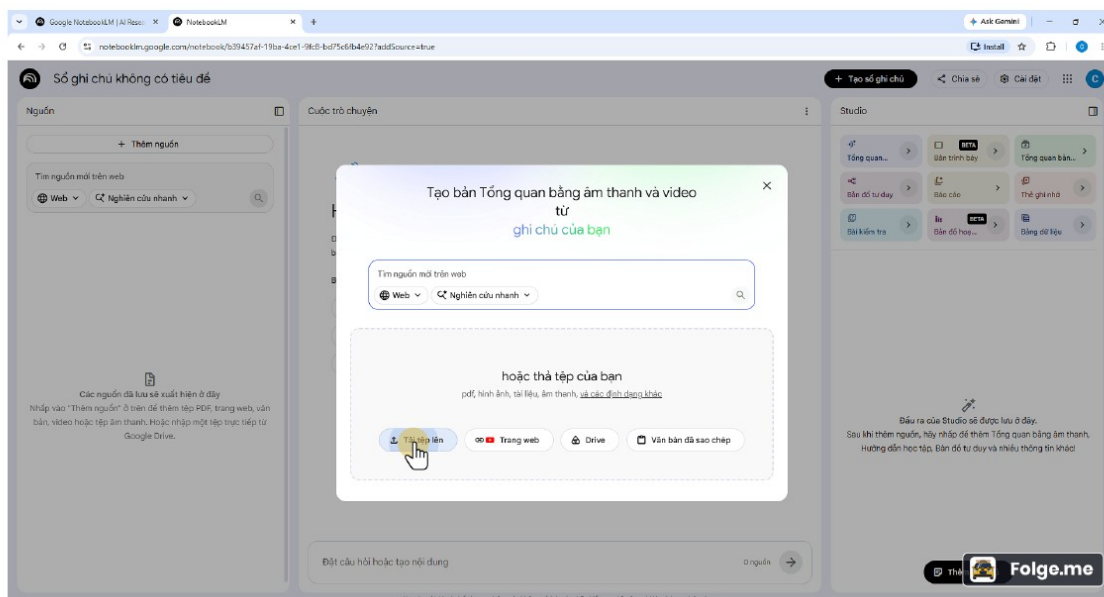 Google NotebookLM | AI Resea
NotebookLM
Ask Gemini
notebooklm.google.com/notebook/b39457af-19ba-4ce1-9fc8-bd75c6fb4e92?addSource=true
Install
Sổ ghi chú không có tiêu đề
Tạo sổ ghi chú
Chia sẻ
Cài đặt
C
Nguồn
Cuộc trò chuyện
Studio
+ Thêm nguồn
Tìm nguồn mới trên web
Web
Nghiên cứu nhanh
Các nguồn đã lưu sẽ xuất hiện ở đây
Nhấp vào "Thêm nguồn" ở trên để thêm tệp PDF, trang web, văn
bản, video hoặc tệp âm thanh. Hoặc nhập một tệp trực tiếp từ
Google Drive.
Tạo bản Tổng quan bằng âm thanh và video
từ
ghi chú của bạn
Tìm nguồn mới trên web
Web
Nghiên cứu nhanh
hoặc thả tệp của bạn
pdf, hình ảnh, tài liệu, âm thanh, và các định dạng khác
Tải tệp lên
Trang web
Drive
Văn bản đã sao chép
Đặt câu hỏi hoặc tạo nội dung
0 nguồn
Tổng quan...
BETA
Bản trình bày
Tổng quan bằn...
Bản đồ tư duy
Báo cáo
Thẻ ghi nhớ
Bài kiểm tra
BETA
Bản đồ hoạ...
Bảng dữ liệu
Đầu ra của Studio sẽ được lưu ở đây.
Sau khi thêm nguồn, hãy nhấp để thêm Tổng quan bằng âm thanh,
Hướng dẫn học tập, Bản đồ tư duy và nhiều thông tin khác!
Folge.me